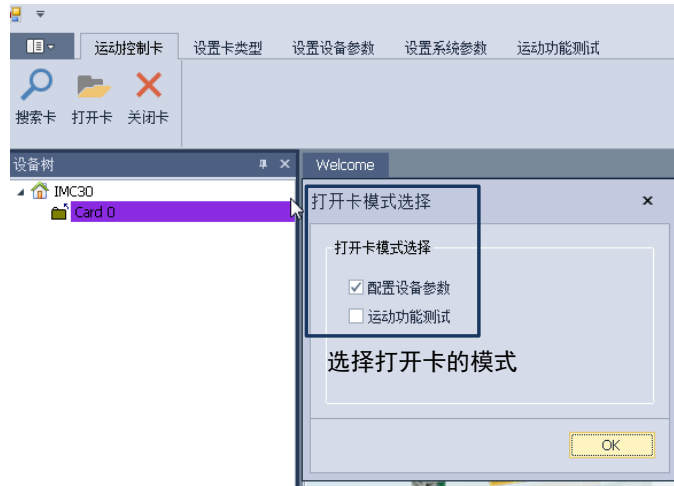 运动控制卡 设置卡类型 设置设备参数 设置系统参数 运动功能测试
搜索卡 打开卡 关闭卡
设备树
Welcome
IMC30
Card 0
打开卡模式选择
打开卡模式选择
配置设备参数
运动功能测试
选择打开卡的模式
OK